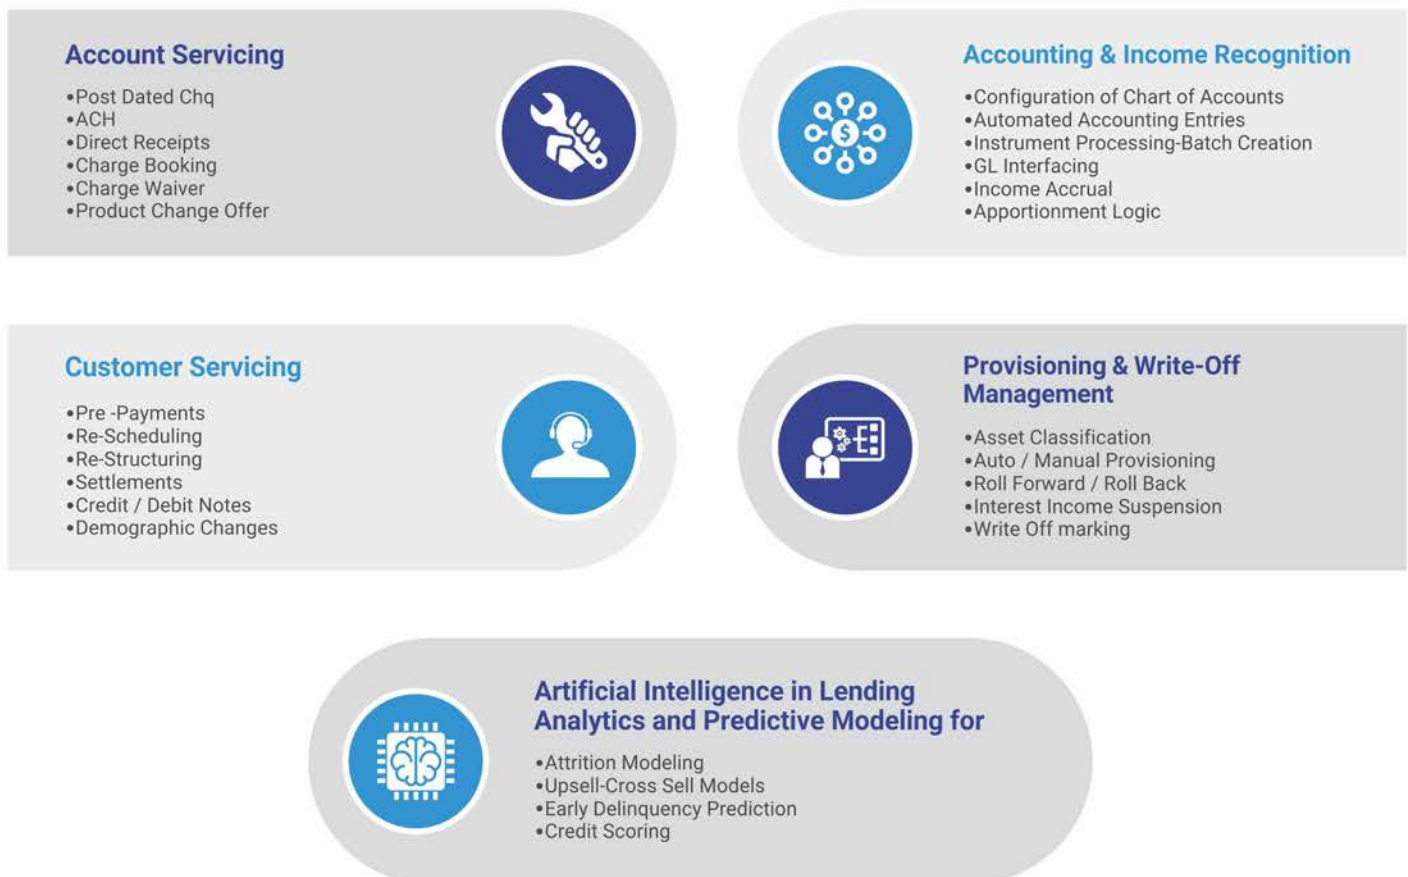 Account Servicing
•Post Dated Chq
•ACH
•Direct Receipts
•Charge Booking
•Charge Waiver
•Product Change Offer
Accounting & Income Recognition
•Configuration of Chart of Accounts
•Automated Accounting Entries
•Instrument Processing-Batch Creation
•GL Interfacing
•Income Accrual
•Apportionment Logic
$
Customer Servicing
•Pre -Payments
•Re-Scheduling
•Re-Structuring
•Settlements
•Credit / Debit Notes
•Demographic Changes
Provisioning & Write-Off
Management
•Asset Classification
•Auto / Manual Provisioning
•Roll Forward / Roll Back
•Interest Income Suspension
•Write Off marking
Artificial Intelligence in Lending
Analytics and Predictive Modeling for
•Attrition Modeling
•Upsell-Cross Sell Models
•Early Delinquency Prediction
•Credit Scoring